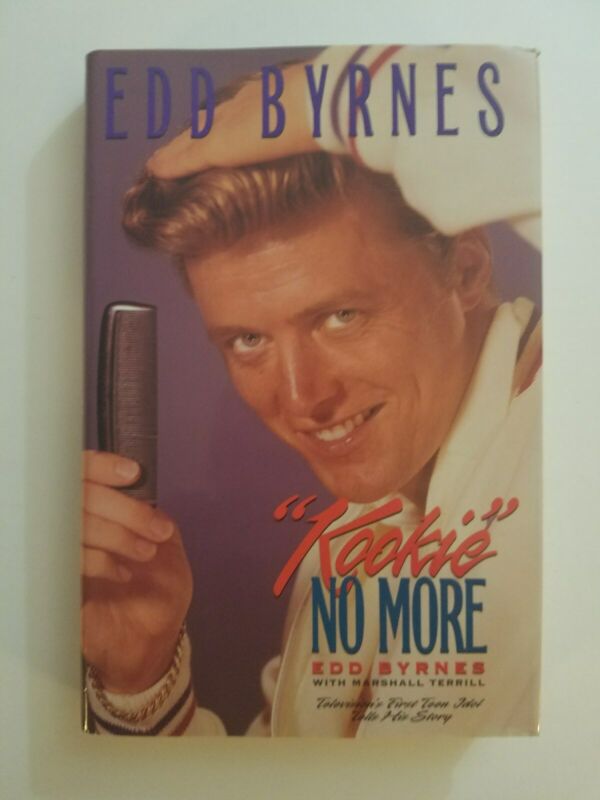 EDD BYRNES
"Kookie"
NO MORE
EDD BYRNES
WITH MARSHALL TERRILL
Television's First Teen Idol
Tells His Story